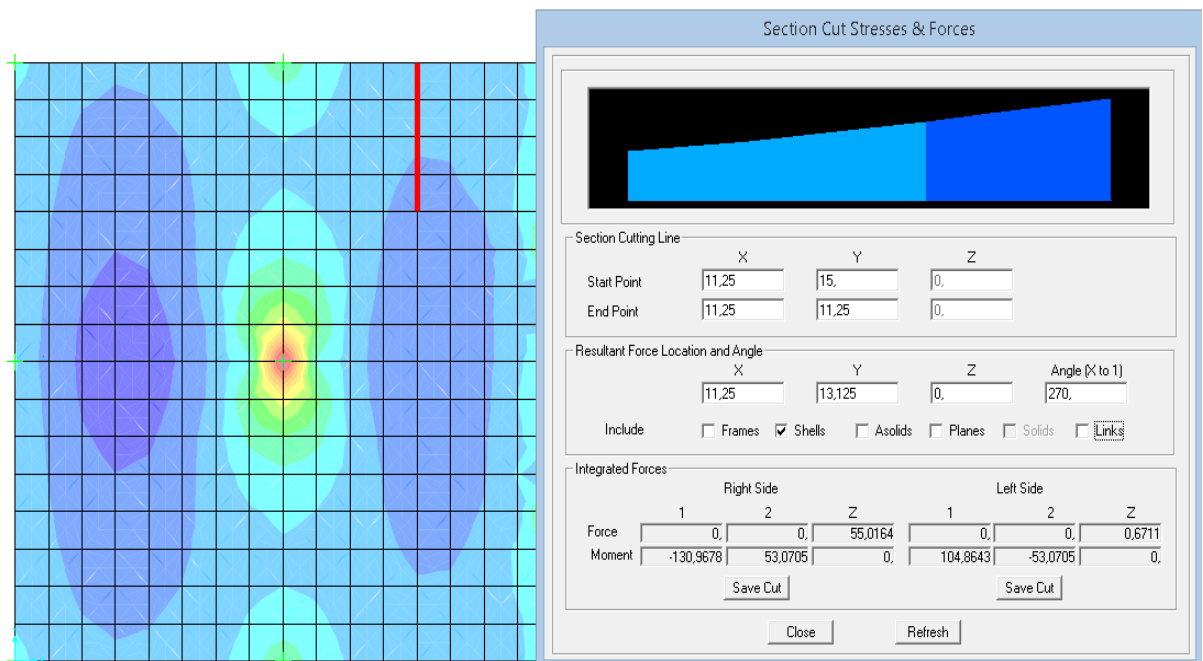 Section Cut Stresses & Forces
Section Cutting Line
X Y Z
Start Point 11,25 15, 0,
End Point 11,25 11,25 0,
Resultant Force Location and Angle
X Y Z Angle (X to 1)
11,25 13,125 0, 270,
Include Frames Shells Asolids Planes Solids Links
Integrated Forces
Right Side Left Side
1 2 Z 1 2 Z
Force 0, 0, 55,0164 0, 0, 0,6711
Moment -130,9678 53,0705 0, 104,8643 -53,0705 0,
Save Cut Save Cut
Close Refresh